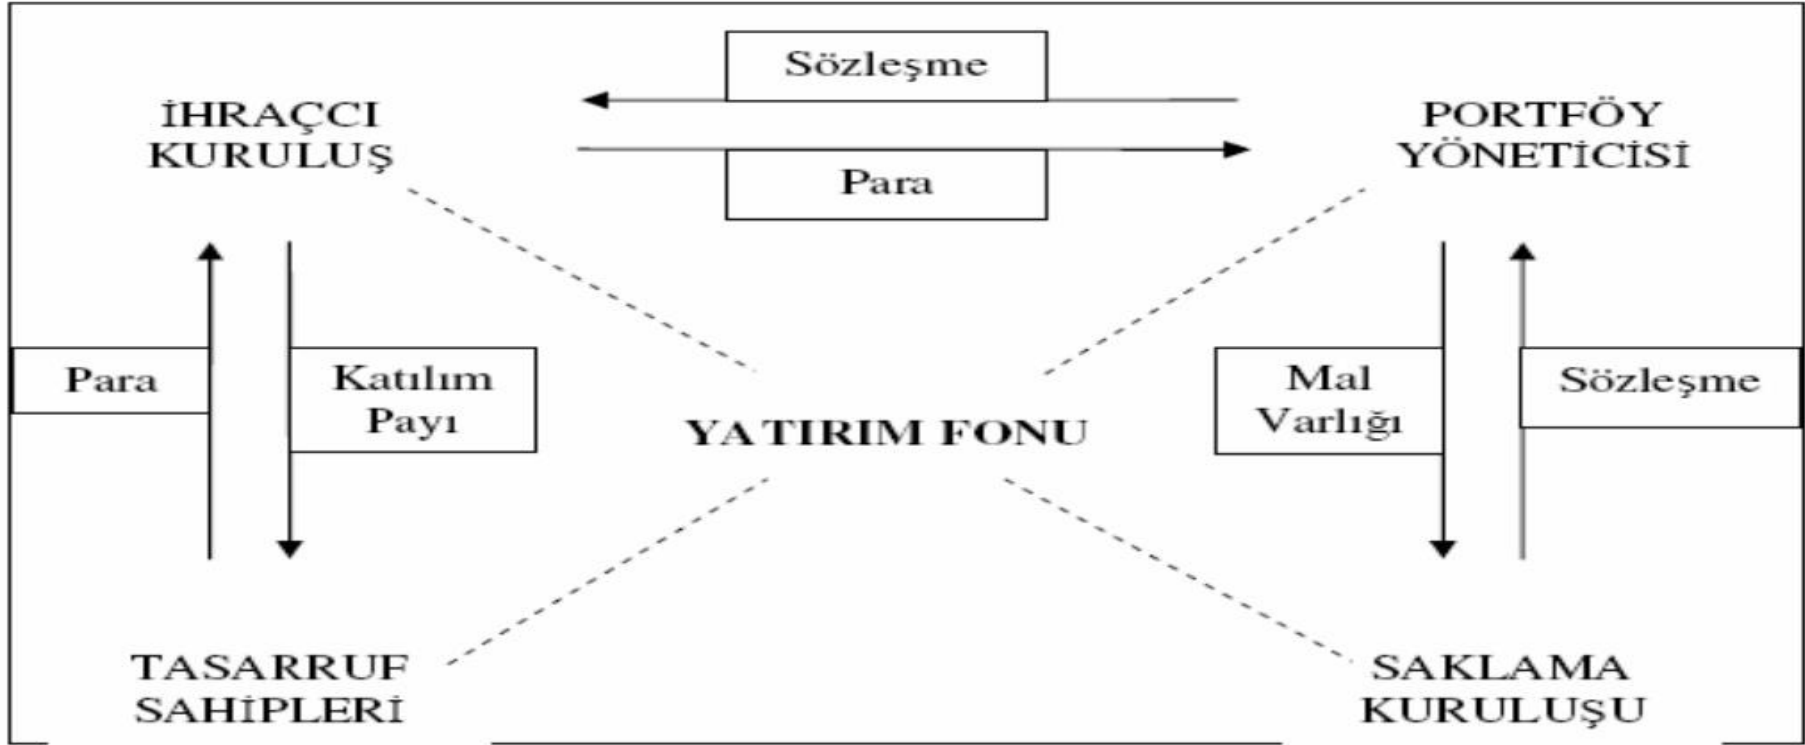 Sözleşme
İHRAÇCI
KURULUŞ
PORTFÖY
YÖNETİCİSİ
Para
Para
Katılım
Payı
Mal
Varlığı
Sözleşme
YATIRIM FONU
TASARRUF
SAHİPLERİ
SAKLAMA
KURULUŞU